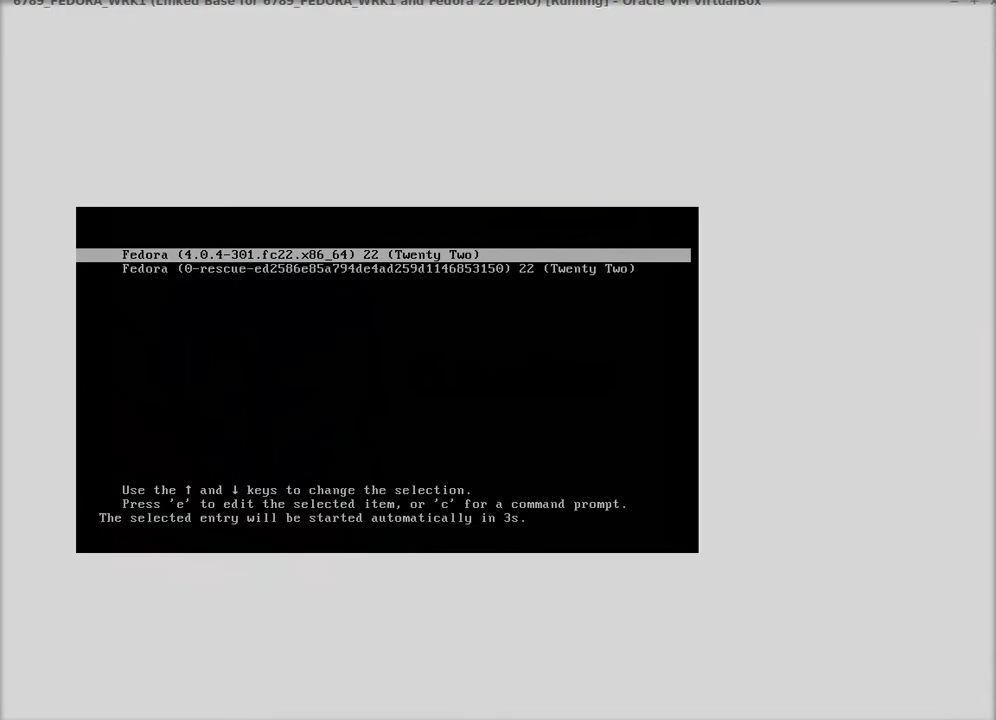 6789_FEDORA_WRK1 (Linked Base for 6789_FEDORA_WRK1 and Fedora 22 DEMO) [Running] - Oracle VM VirtualBox
Fedora (4.0.4-301.fc22.x86_64) 22 (Twenty Two)
Fedora (0-rescue-ed2586e85a794de4ad259d1146853150) 22 (Twenty Two)
Use the ↑ and ↓ keys to change the selection.
Press 'e' to edit the selected item, or 'c' for a command prompt.
The selected entry will be started automatically in 3s.